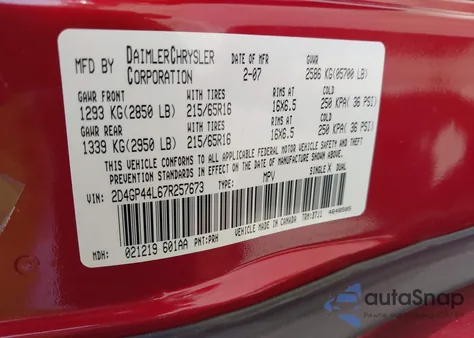 MFD BY DAIMLERCHRYSLER CORPORATION DATE OF MFR 2-07 GVWR 2586 KG(05700 LB)
GAWR FRONT WITH TIRES RIMS AT COLD
1293 KG(2850 LB) 215/65R16 16X6.5 250 KPA( 36 PSI)
GAWR REAR WITH TIRES RIMS AT COLD
1339 KG(2950 LB) 215/65R16 16X6.5 250 KPA( 36 PSI)
THIS VEHICLE CONFORMS TO ALL APPLICABLE FEDERAL MOTOR VEHICLE SAFETY AND
THEFT PREVENTION STANDARDS IN EFFECT ON THE DATE OF MANUFACTURE SHOWN ABOVE.
VIN: 2D4GP44L67R257673 TYPE: MPV SINGLE X DUAL
VEHICLE MADE IN CANADA
MDH: 021219 601AA PNT:PRH
autoSnap